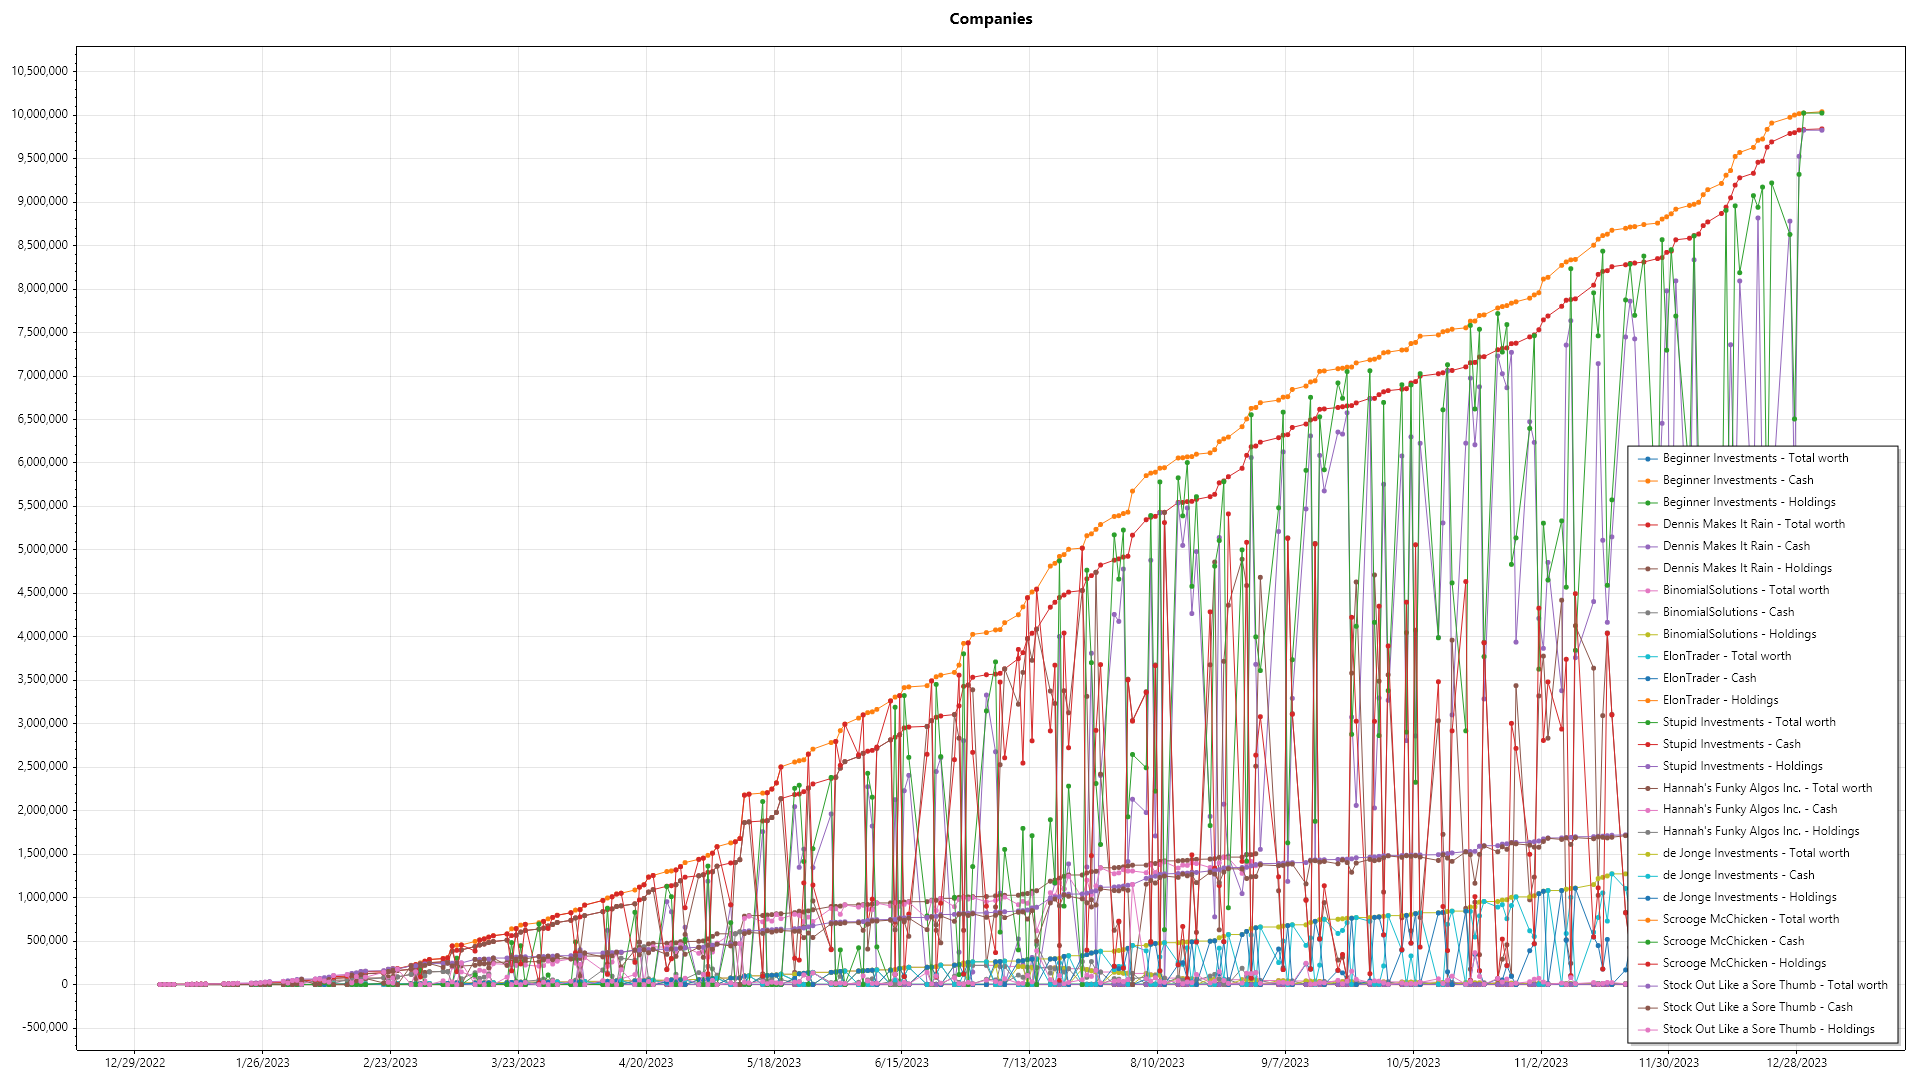 Companies
10,500,000
10,000,000
9,500,000
9,000,000
8,500,000
8,000,000
7,500,000
7,000,000
6,500,000
6,000,000
5,500,000
5,000,000
4,500,000
4,000,000
3,500,000
3,000,000
2,500,000
2,000,000
1,500,000
1,000,000
500,000
0
-500,000
Beginner Investments - Total worth
Beginner Investments - Cash
Beginner Investments - Holdings
Dennis Makes It Rain - Total worth
Dennis Makes It Rain - Cash
Dennis Makes It Rain - Holdings
BinomialSolutions - Total worth
BinomialSolutions - Cash
BinomialSolutions - Holdings
ElonTrader - Total worth
ElonTrader - Cash
ElonTrader - Holdings
Stupid Investments - Total worth
Stupid Investments - Cash
Stupid Investments - Holdings
Hannah's Funky Algos Inc. - Total worth
Hannah's Funky Algos Inc. - Cash
Hannah's Funky Algos Inc. - Holdings
de Jonge Investments - Total worth
de Jonge Investments - Cash
de Jonge Investments - Holdings
Scrooge McChicken - Total worth
Scrooge McChicken - Cash
Scrooge McChicken - Holdings
Stock Out Like a Sore Thumb - Total worth
Stock Out Like a Sore Thumb - Cash
Stock Out Like a Sore Thumb - Holdings
12/29/2022 1/26/2023 2/23/2023 3/23/2023 4/20/2023 5/18/2023 6/15/2023 7/13/2023 8/10/2023 9/7/2023 10/5/2023 11/2/2023 11/30/2023 12/28/2023